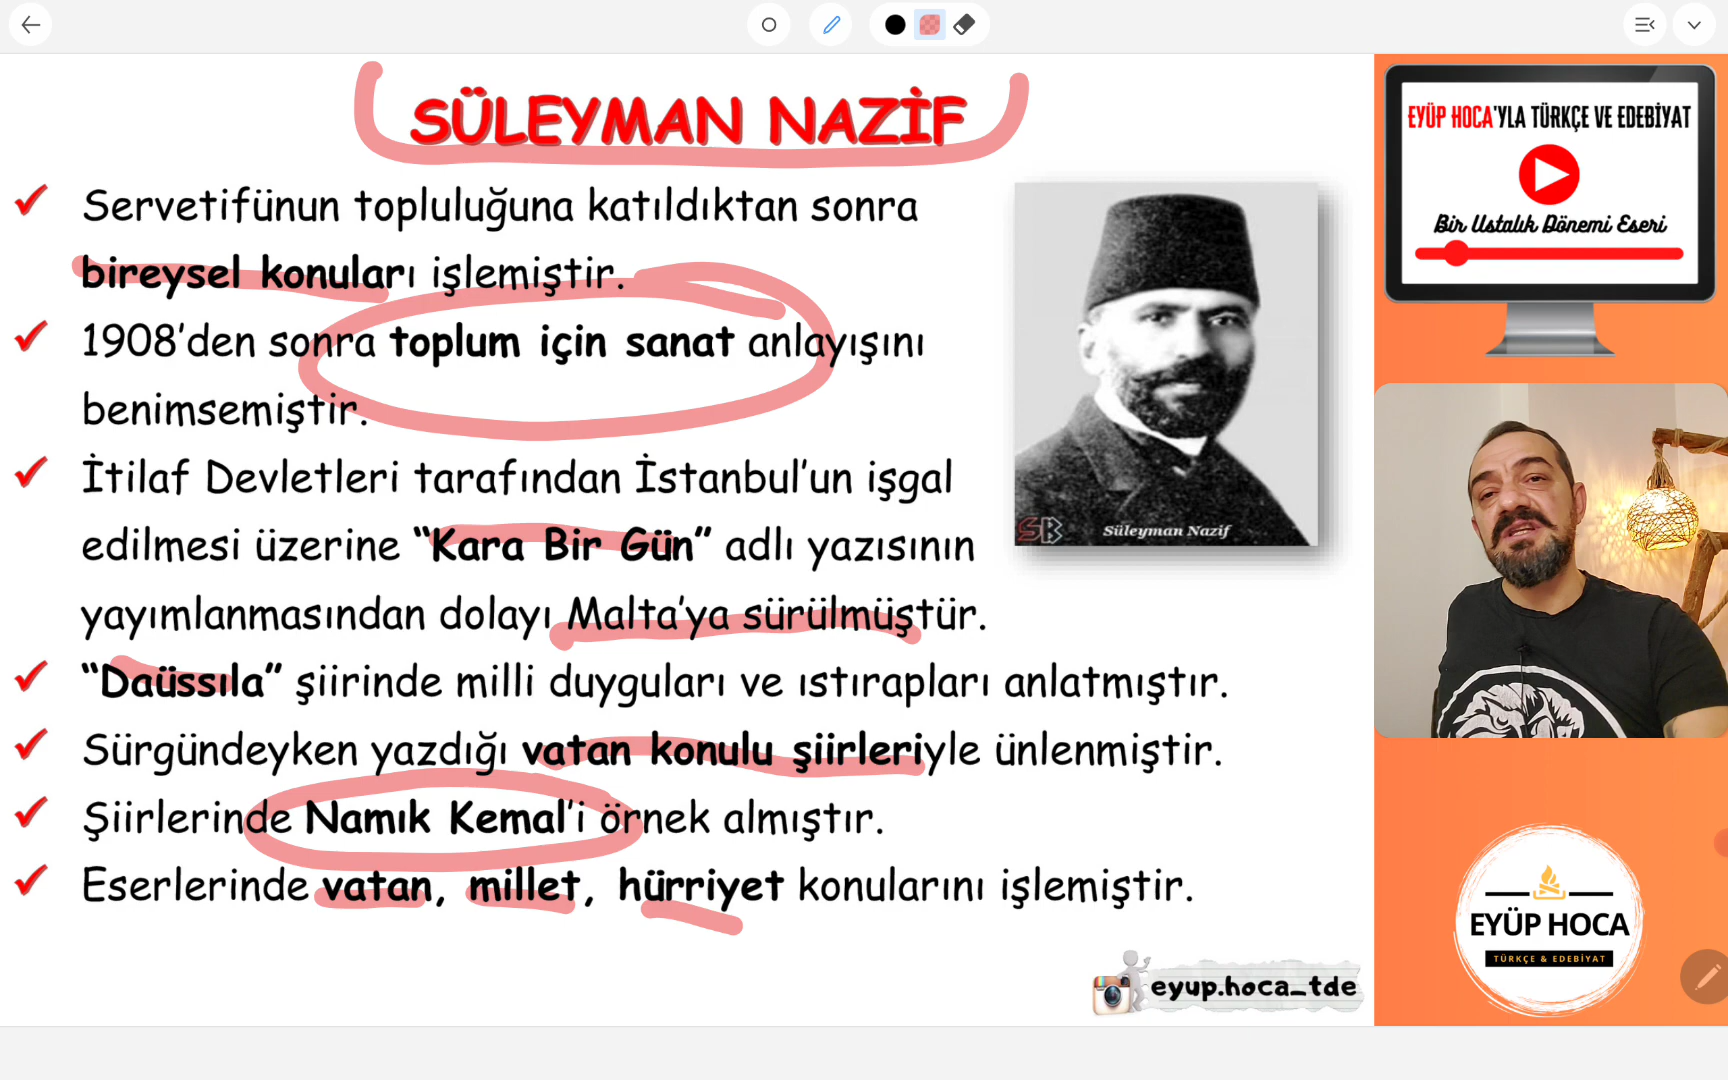 SÜLEYMAN NAZİF
Servetifünun topluluğuna katıldıktan sonra
bireysel konuları işlemiştir.
1908'den sonra toplum için sanat anlayışını
benimsemiştir.
İtilaf Devletleri tarafından İstanbul'un işgal
edilmesi üzerine “Kara Bir Gün” adlı yazısının
yayımlanmasından dolayı Malta'ya sürülmüştür.
“Daüssıla” şiirinde milli duyguları ve ıstırapları anlatmıştır.
Sürgündeyken yazdığı vatan konulu şiirleriyle ünlenmiştir.
Şiirlerinde Namık Kemal'i örnek almıştır.
Eserlerinde vatan, millet, hürriyet konularını işlemiştir.
SB
Süleyman Nazif
eyup.hoca_tde
EYÜP HOCA'YLA TÜRKÇE VE EDEBİYAT
Bir Ustalık Dönemi Eseri
EYÜP HOCA
TÜRKÇE & EDEBİYAT